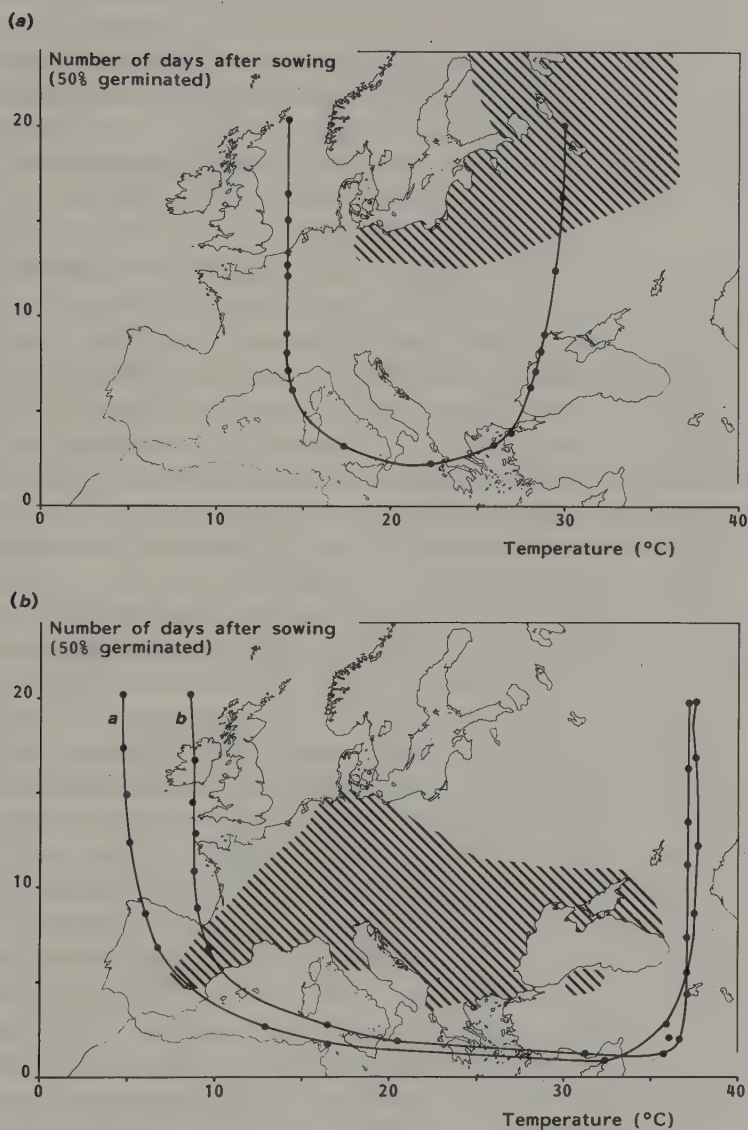 (a)
Number of days after sowing
(50% germinated)
20
10
0
0 10 20 30 40
Temperature (°C)
(b)
Number of days after sowing
(50% germinated)
20
a b
10
0
0 10 20 30 40
Temperature (°C)